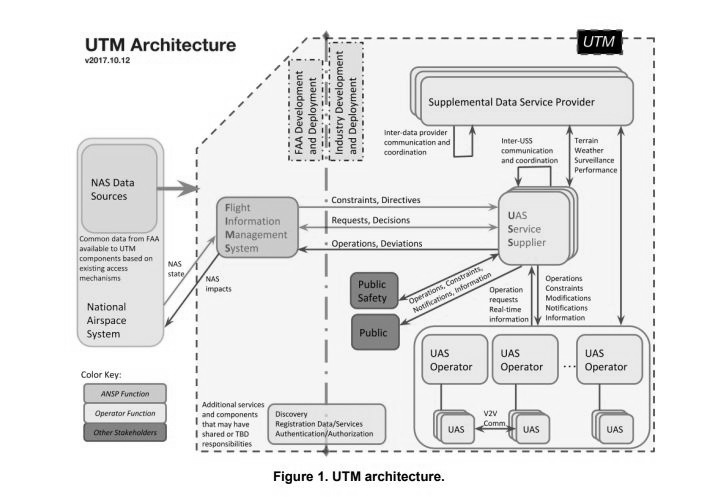 UTM Architecture
v2017.10.12
UTM
FAA Development
and Deployment
Industry Development
and Deployment
Supplemental Data Service Provider
Inter-data provider
communication and
coordination
Inter-USS
communication
and coordination
Terrain
Weather
Surveillance
Performance
NAS Data
Sources
Common data from FAA
available to UTM
components based on
existing access
mechanisms
National
Airspace
System
NAS
state
NAS
impacts
Flight
Information
Management
System
Constraints, Directives
Requests, Decisions
Operations, Deviations
UAS
Service
Supplier
Public
Safety
Public
Operations, Constraints,
Notifications, Information
Operation
requests
Real-time
information
Operations
Constraints
Modifications
Notifications
Information
UAS
Operator
UAS
Operator
...
UAS
Operator
UAS
V2V
Comm.
UAS
UAS
Color Key:
ANSP Function
Operator Function
Other Stakeholders
Additional services
and components
that may have
shared or TBD
responsibilities
Discovery
Registration Data/Services
Authentication/Authorization
Figure 1. UTM architecture.